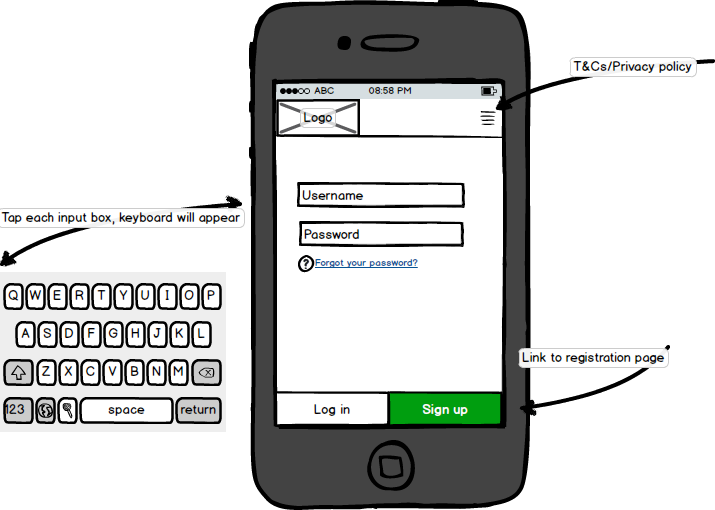 T&Cs/Privacy policy
ABC 08:58 PM
Logo
Username
Tap each input box, keyboard will appear
Password
?
Forgot your password?
Q W E R T Y U I O P
A S D F G H J K L
Z X C V B N M
123 space return
Link to registration page
Log in
Sign up